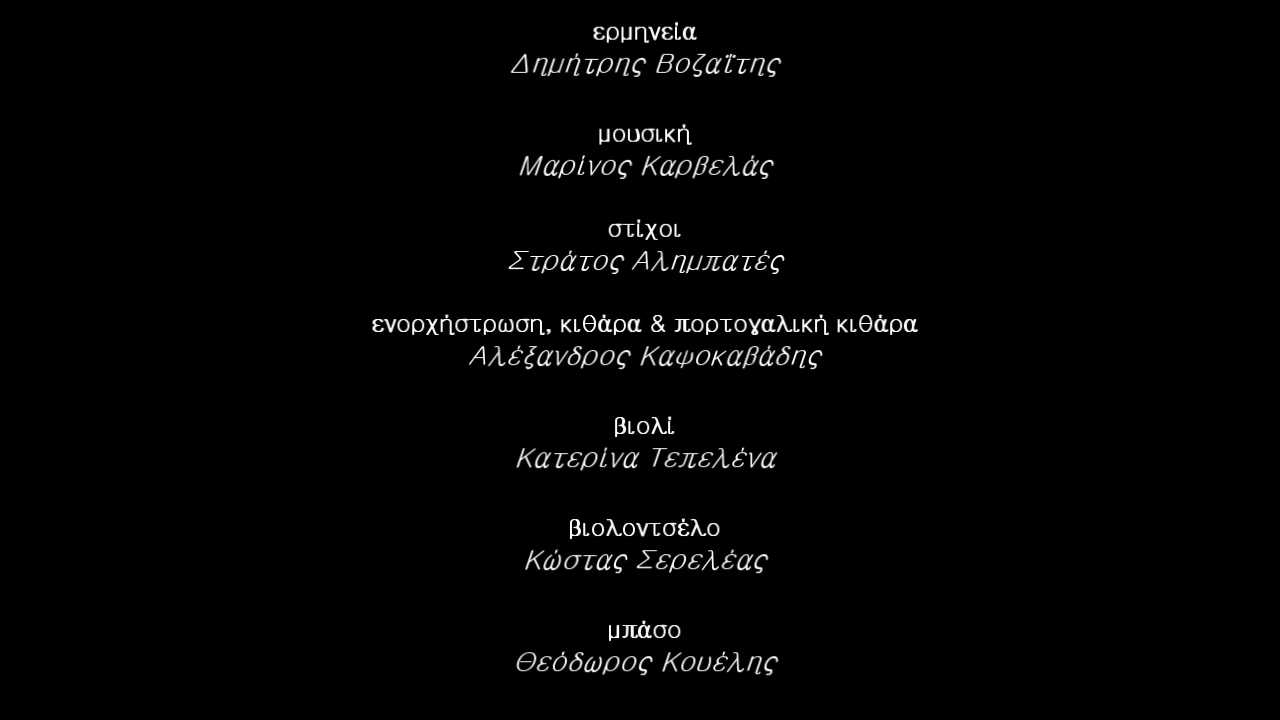 ερμηνεία
Δημήτρης Βοζαΐτης
μουσική
Μαρίνος Καρβελάς
στίχοι
Στράτος Αλημπατές
ενορχήστρωση, κιθάρα & πορτογαλική κιθάρα
Αλέξανδρος Καψοκαβάδης
βιολί
Κατερίνα Τεπελένα
βιολοντσέλο
Κώστας Σερελέας
μπάσο
Θεόδωρος Κουέλης